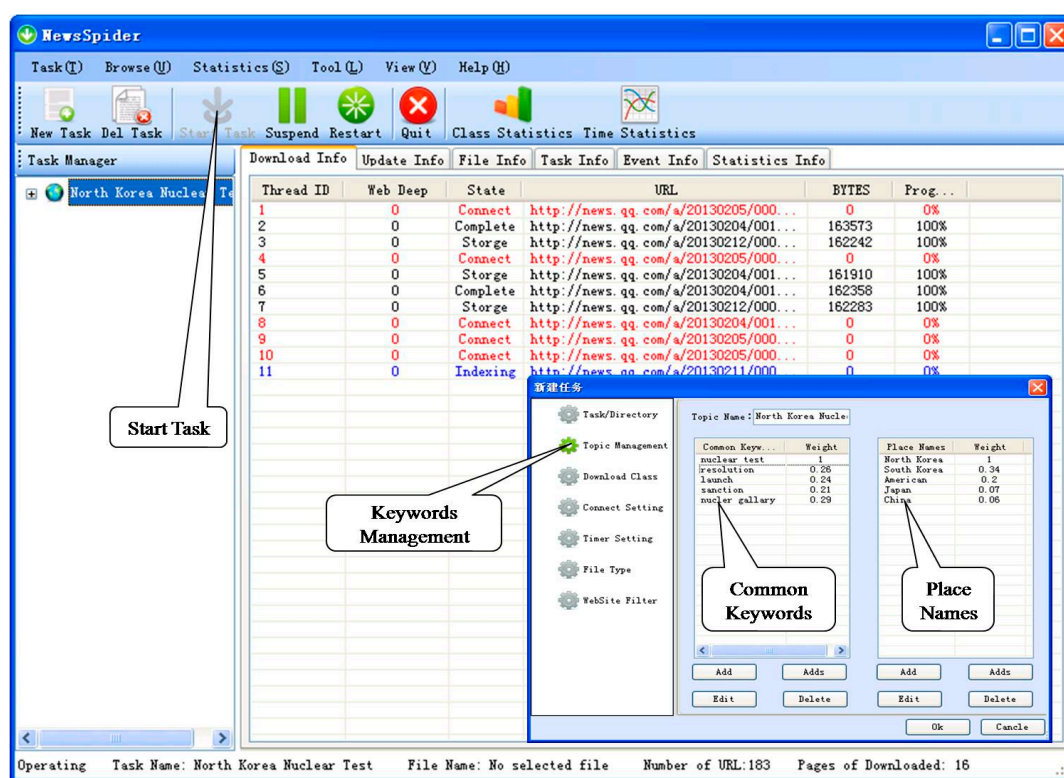 NewsSpider
Task(T) Browse(U) Statistics(S) Tool(L) View(V) Help(H)
New Task Del Task Start Task Suspend Restart Quit Class Statistics Time Statistics
Task Manager
North Korea Nuclear Te
Download Info Update Info File Info Task Info Event Info Statistics Info
Thread ID Web Deep State URL BYTES Prog...
1 0 Connect http://news.qq.com/a/20130205/000... 0 0%
2 0 Complete http://news.qq.com/a/20130204/001... 163573 100%
3 0 Storge http://news.qq.com/a/20130212/000... 162242 100%
4 0 Connect http://news.qq.com/a/20130205/000... 0 0%
5 0 Storge http://news.qq.com/a/20130204/001... 161910 100%
6 0 Complete http://news.qq.com/a/20130204/001... 162358 100%
7 0 Storge http://news.qq.com/a/20130212/000... 162283 100%
8 0 Connect http://news.qq.com/a/20130204/001... 0 0%
9 0 Connect http://news.qq.com/a/20130205/000... 0 0%
10 0 Connect http://news.qq.com/a/20130205/000... 0 0%
11 0 Indexing http://news.qq.com/a/20130211/000... 0 0%
Start Task
新建任务
Task/Directory
Topic Management
Download Class
Connect Setting
Timer Setting
File Type
WebSite Filter
Keywords
Management
Topic Name: North Korea Nucle
Common Keyw... Weight
nuclear test 1
resolution 0.26
launch 0.24
sanction 0.21
nucler gallary 0.29
Common
Keywords
Place Names Weight
North Korea 1
South Korea 0.34
American 0.2
Japan 0.07
China 0.06
Place
Names
Add Adds Add Adds
Edit Delete Edit Delete
Ok Cancle
Operating Task Name: North Korea Nuclear Test File Name: No selected file Number of URL:183 Pages of Downloaded: 16